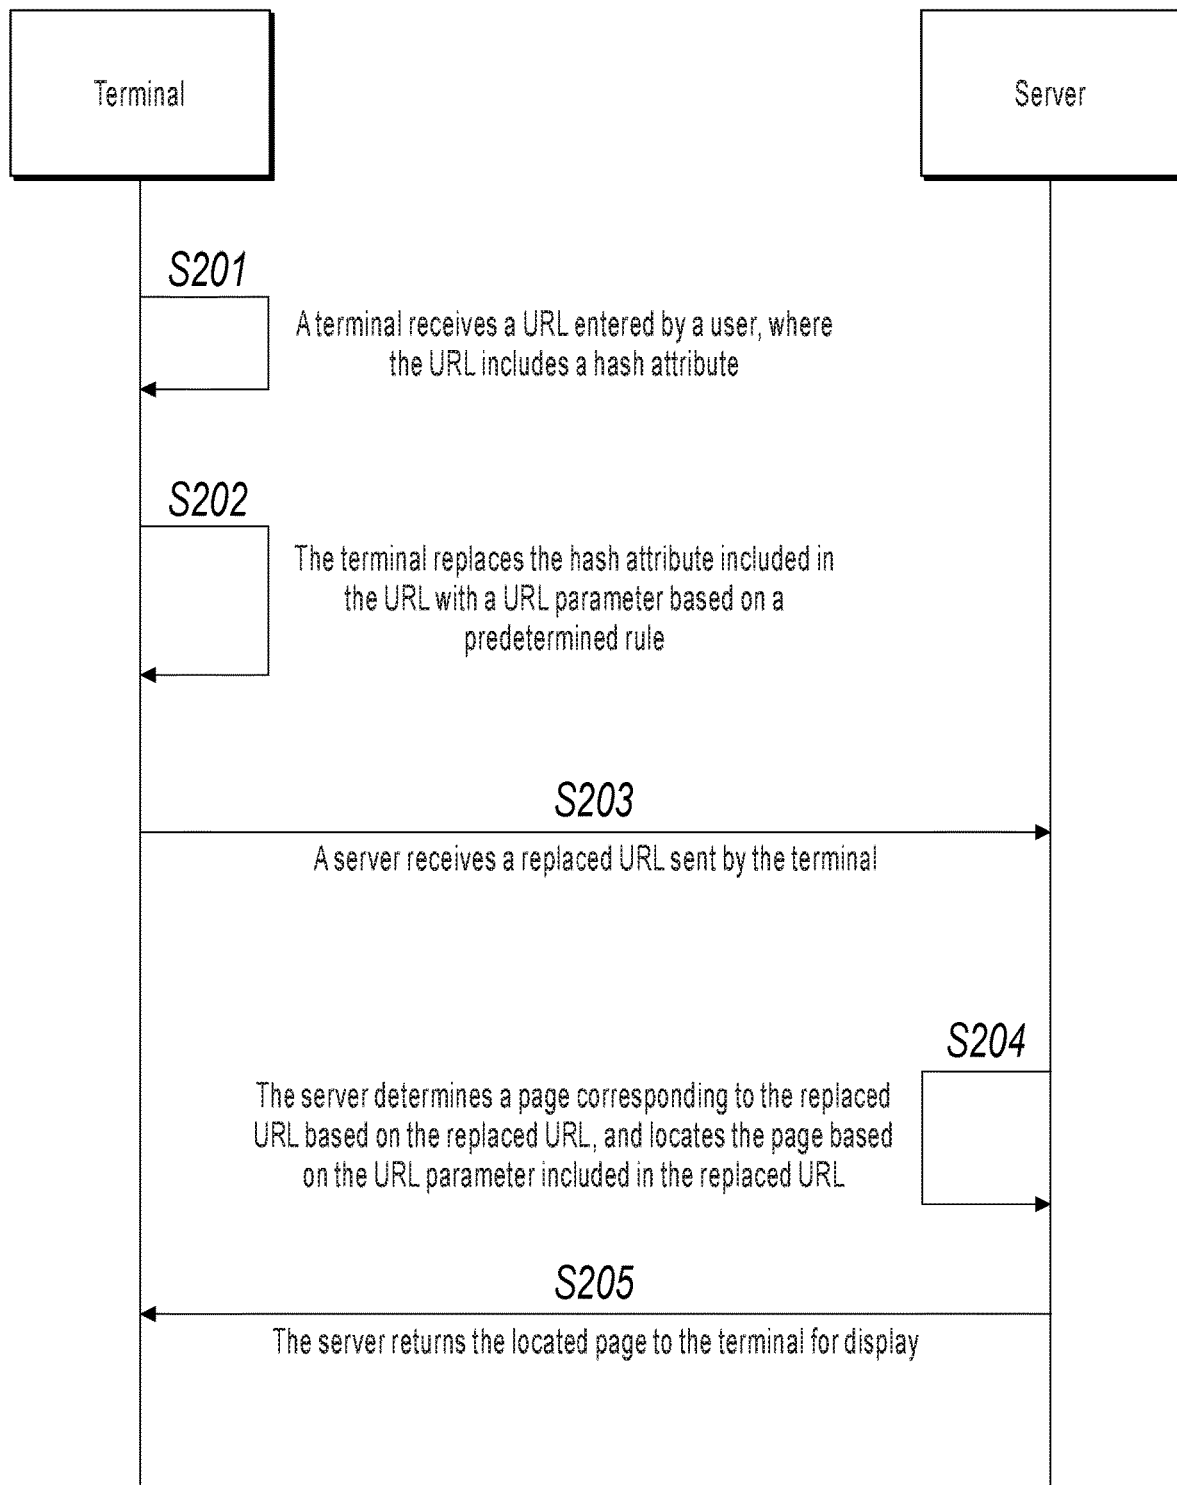 Terminal
Server
S201
A terminal receives a URL entered by a user, where
the URL includes a hash attribute
S202
The terminal replaces the hash attribute included in
the URL with a URL parameter based on a
predetermined rule
S203
A server receives a replaced URL sent by the terminal
S204
The server determines a page corresponding to the replaced
URL based on the replaced URL, and locates the page based
on the URL parameter included in the replaced URL
S205
The server returns the located page to the terminal for display